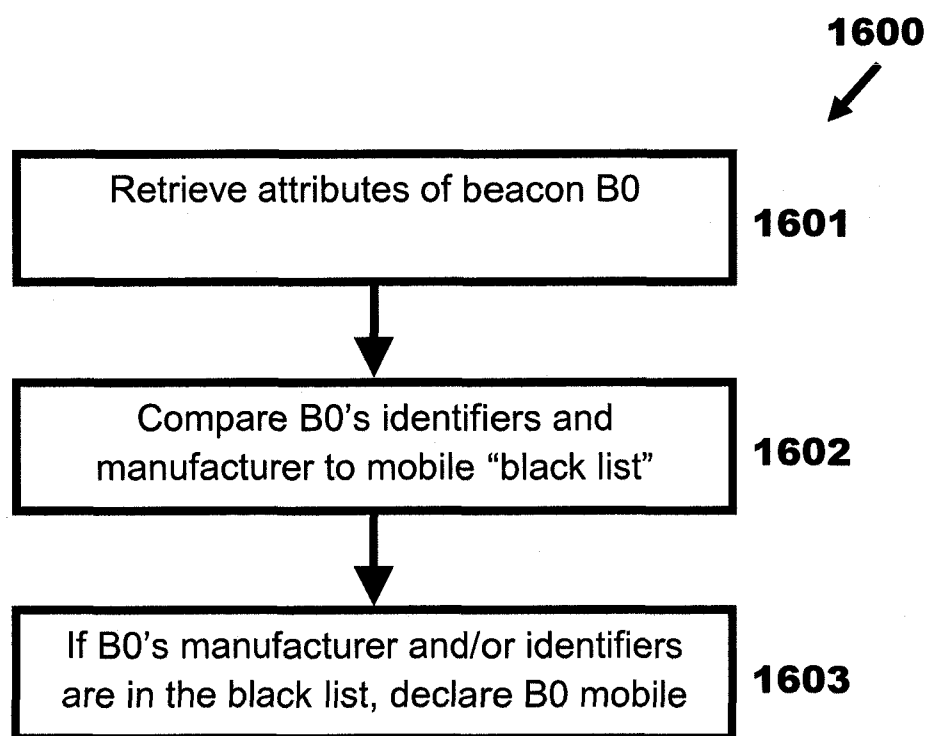 1600
Retrieve attributes of beacon B0
1601
Compare B0’s identifiers and
manufacturer to mobile “black list”
1602
If B0’s manufacturer and/or identifiers
are in the black list, declare B0 mobile
1603